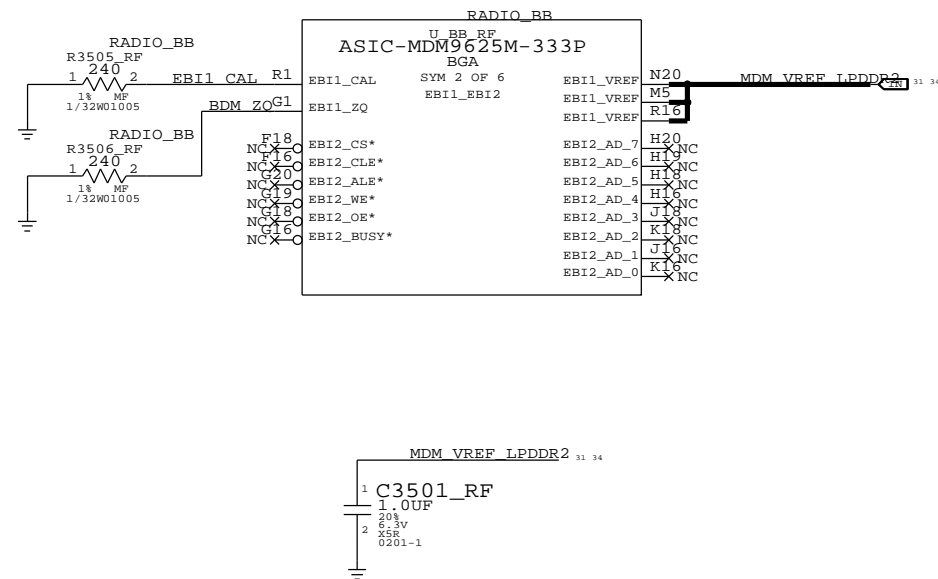 RADIO_BB
U_BB_RF
ASIC-MDM9625M-333P
BGA
SYM 2 OF 6
EBI1_EBI2
RADIO_BB
R3505_RF
240
1 2
1% MF
1/32W01005
EBI1_CAL R1 EBI1_CAL
BDM_ZQ G1 EBI1_ZQ
RADIO_BB
R3506_RF
240
1 2
1% MF
1/32W01005
NC F18 EBI2_CS*
NC F16 EBI2_CLE*
NC G20 EBI2_ALE*
NC G19 EBI2_WE*
NC G18 EBI2_OE*
NC G16 EBI2_BUSY*
EBI1_VREF N20 MDM_VREF_LPDDR2 IN 31 34
EBI1_VREF M5
EBI1_VREF R16
EBI2_AD_7 H20 NC
EBI2_AD_6 H19 NC
EBI2_AD_5 H18 NC
EBI2_AD_4 H16 NC
EBI2_AD_3 J18 NC
EBI2_AD_2 K18 NC
EBI2_AD_1 J16 NC
EBI2_AD_0 K16 NC
MDM_VREF_LPDDR2 31 34
1 C3501_RF
1.0UF
20%
6.3V
2 X5R
0201-1